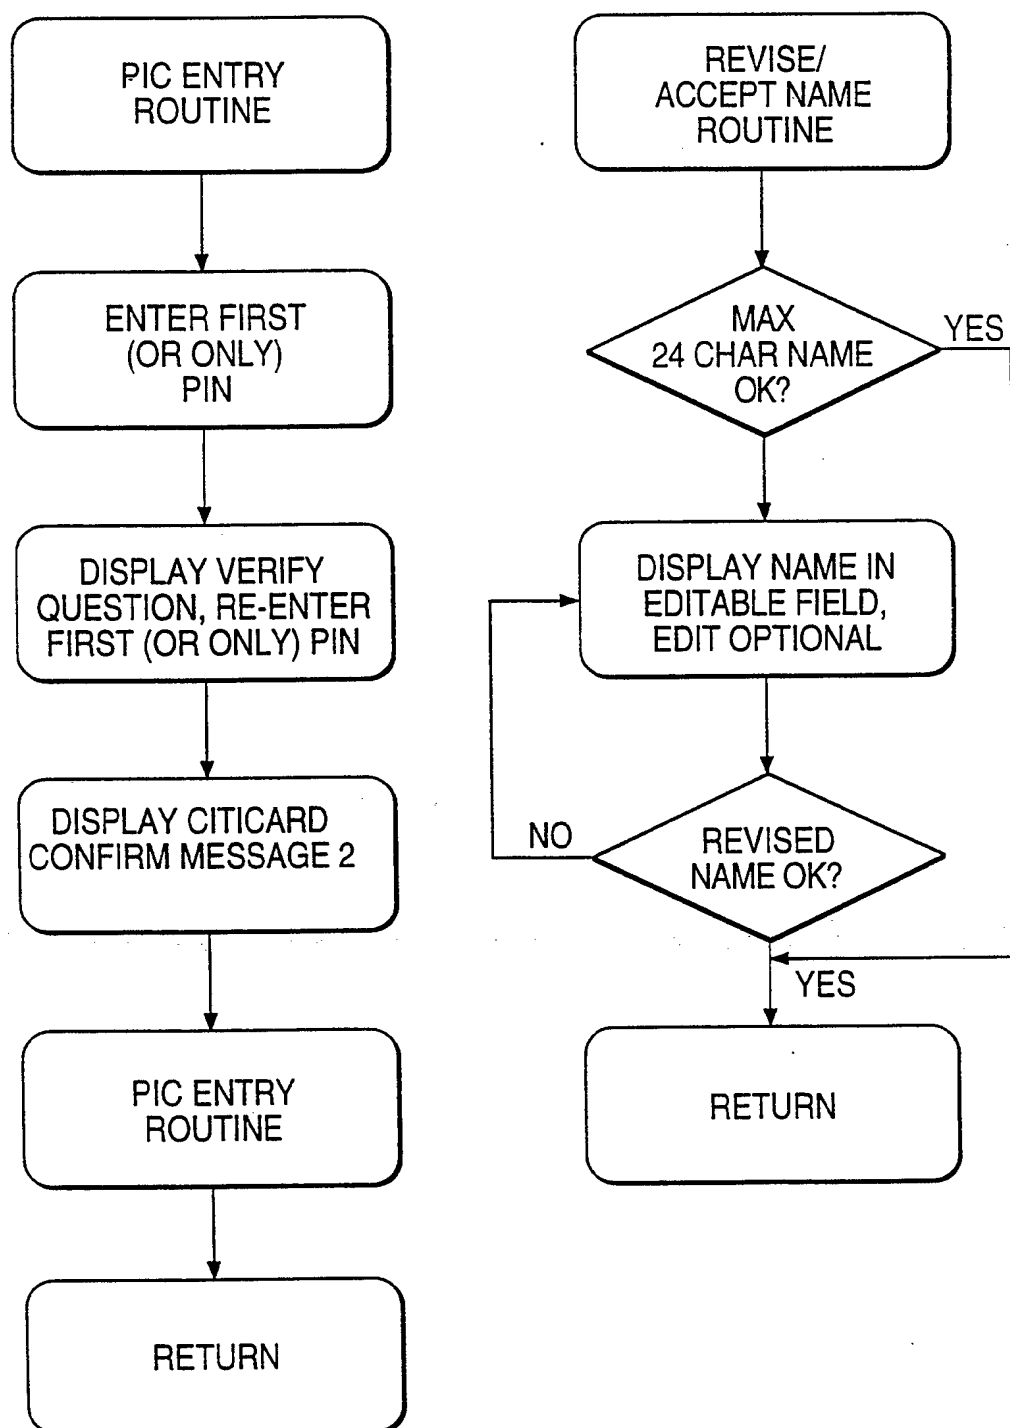 PIC ENTRY
ROUTINE
ENTER FIRST
(OR ONLY)
PIN
DISPLAY VERIFY
QUESTION, RE-ENTER
FIRST (OR ONLY) PIN
DISPLAY CITICARD
CONFIRM MESSAGE 2
PIC ENTRY
ROUTINE
RETURN
REVISE/
ACCEPT NAME
ROUTINE
MAX
24 CHAR NAME
OK?
YES
DISPLAY NAME IN
EDITABLE FIELD,
EDIT OPTIONAL
NO
REVISED
NAME OK?
YES
RETURN